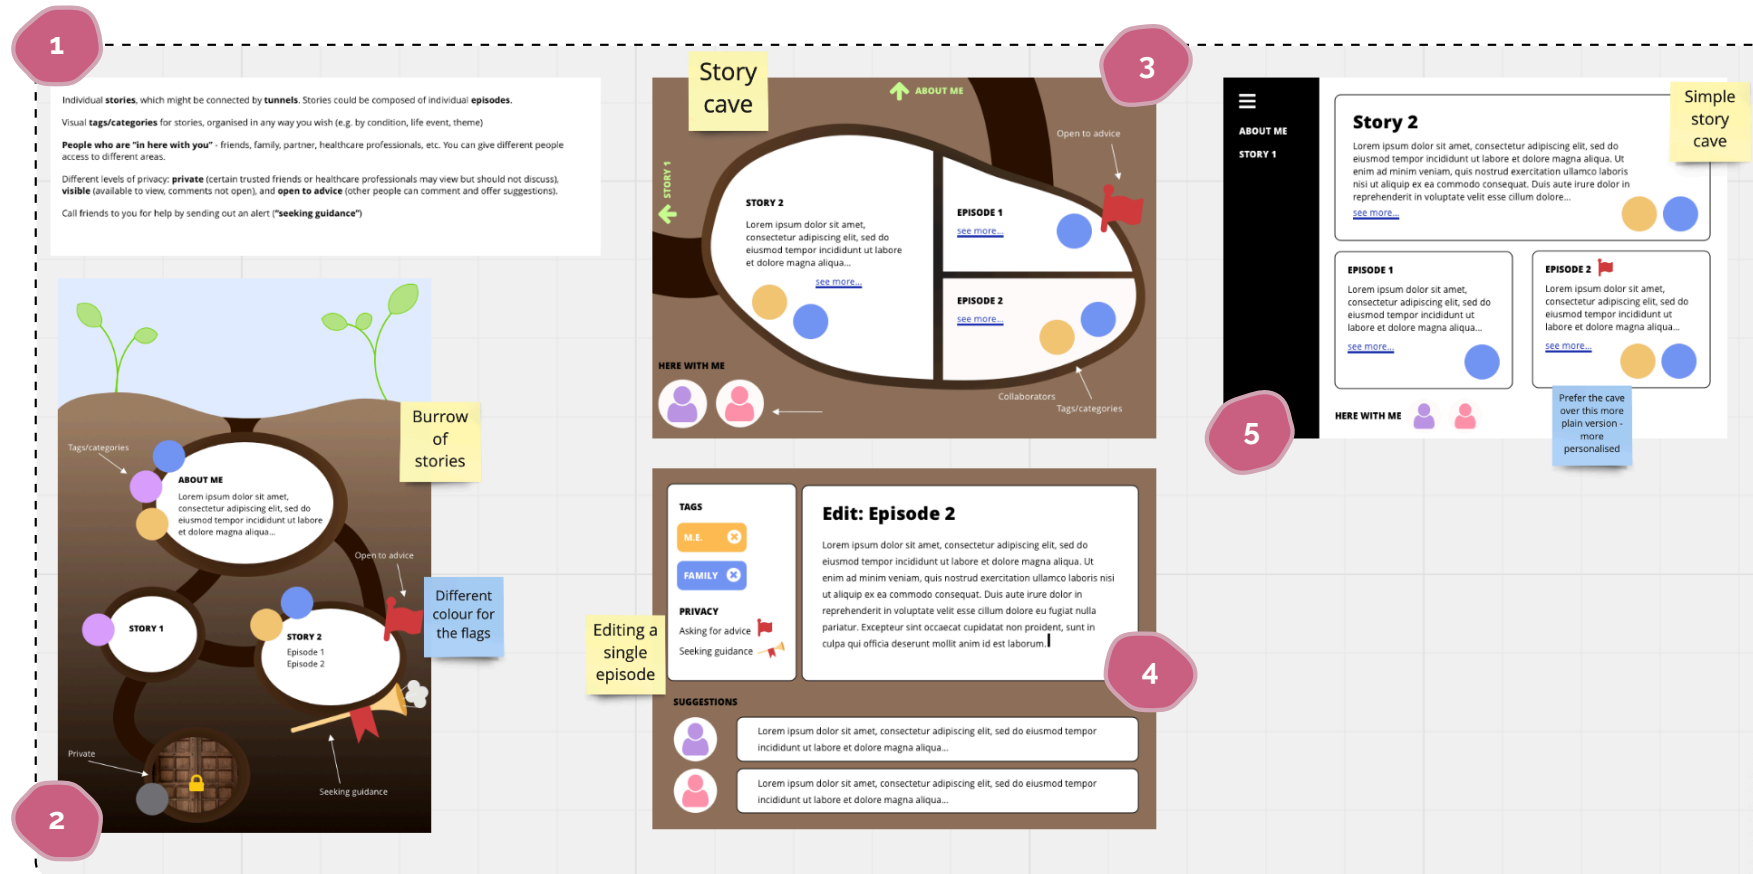 1
Individual stories, which might be connected by tunnels. Stories could be composed of individual episodes.
Visual tags/categories for stories, organised in any way you wish (e.g. by condition, life event, theme)
People who are "in here with you" - friends, family, partner, healthcare professionals, etc. You can give different people
access to different areas.
Different levels of privacy: private (certain trusted friends or healthcare professionals may view but should not discuss),
visible (available to view, comments not open), and open to advice (other people can comment and offer suggestions).
Call friends to you for help by sending out an alert ("seeking guidance")
Burrow
of
stories
Tags/categories
ABOUT ME
Lorem ipsum dolor sit amet,
consectetur adipiscing elit, sed do
eiusmod tempor incididunt ut labore
et dolore magna aliqua...
Open to advice
Different
colour for
the flags
STORY 1
STORY 2
Episode 1
Episode 2
Private
Seeking guidance
2
Story
cave
3
ABOUT ME
Open to advice
STORY 1
STORY 2
Lorem ipsum dolor sit amet,
consectetur adipiscing elit, sed do
eiusmod tempor incididunt ut labore
et dolore magna aliqua...
see more...
EPISODE 1
see more...
EPISODE 2
see more...
HERE WITH ME
Collaborators
Tags/categories
Editing a
single
episode
TAGS
M.E.
FAMILY
PRIVACY
Asking for advice
Seeking guidance
Edit: Episode 2
Lorem ipsum dolor sit amet, consectetur adipiscing elit, sed do
eiusmod tempor incididunt ut labore et dolore magna aliqua. Ut
enim ad minim veniam, quis nostrud exercitation ullamco laboris nisi
ut aliquip ex ea commodo consequat. Duis aute irure dolor in
reprehenderit in voluptate velit esse cillum dolore eu fugiat nulla
pariatur. Excepteur sint occaecat cupidatat non proident, sunt in
culpa qui officia deserunt mollit anim id est laborum.
4
SUGGESTIONS
Lorem ipsum dolor sit amet, consectetur adipiscing elit, sed do eiusmod tempor
incididunt ut labore et dolore magna aliqua...
Lorem ipsum dolor sit amet, consectetur adipiscing elit, sed do eiusmod tempor
incididunt ut labore et dolore magna aliqua...
ABOUT ME
STORY 1
Simple
story
cave
Story 2
Lorem ipsum dolor sit amet, consectetur adipiscing elit, sed do
eiusmod tempor incididunt ut labore et dolore magna aliqua. Ut
enim ad minim veniam, quis nostrud exercitation ullamco laboris
nisi ut aliquip ex ea commodo consequat. Duis aute irure dolor in
reprehenderit in voluptate velit esse cillum dolore...
see more...
EPISODE 1
Lorem ipsum dolor sit amet,
consectetur adipiscing elit, sed do
eiusmod tempor incididunt ut
labore et dolore magna aliqua...
see more...
EPISODE 2
Lorem ipsum dolor sit amet,
consectetur adipiscing elit, sed do
eiusmod tempor incididunt ut
labore et dolore magna aliqua...
see more...
HERE WITH ME
Prefer the cave
over this more
plain version -
more
personalised
5